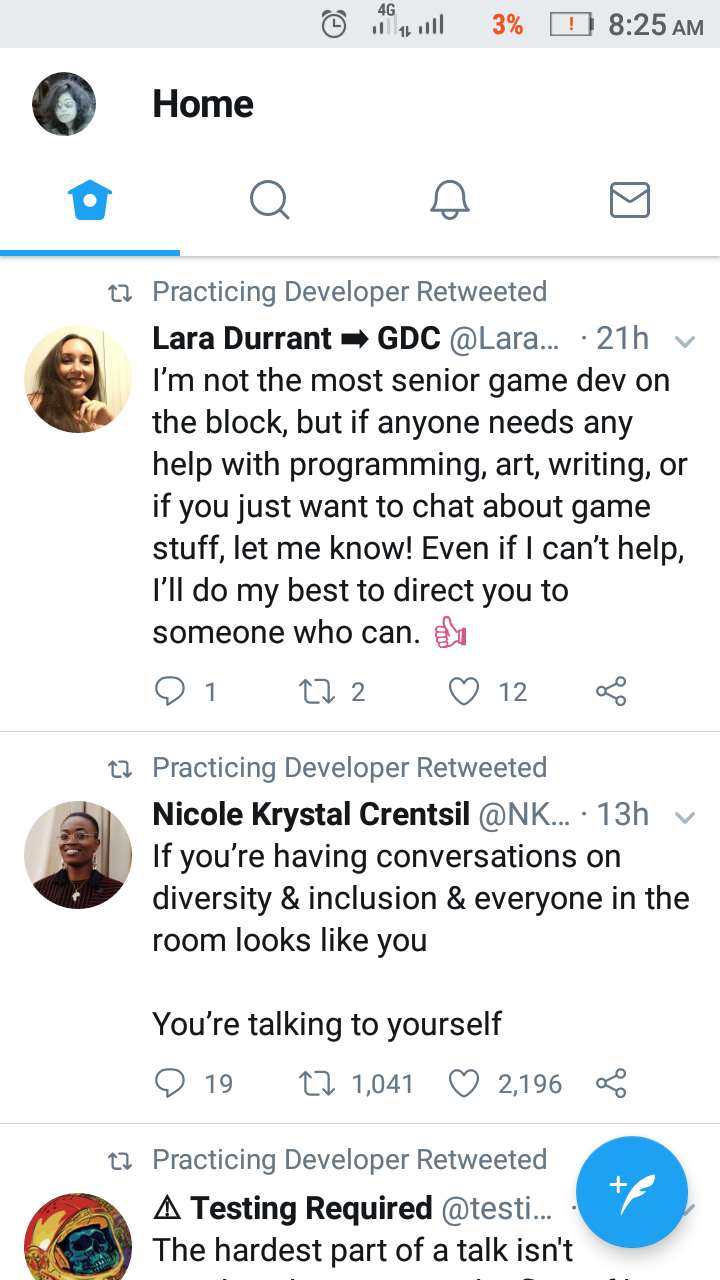 4G 3% 8:25 AM
Home
Practicing Developer Retweeted
Lara Durrant ➡ GDC @Lara... · 21h
I’m not the most senior game dev on
the block, but if anyone needs any
help with programming, art, writing, or
if you just want to chat about game
stuff, let me know! Even if I can’t help,
I’ll do my best to direct you to
someone who can. 👍
1 2 12
Practicing Developer Retweeted
Nicole Krystal Crentsil @NK... · 13h
If you’re having conversations on
diversity & inclusion & everyone in the
room looks like you
You’re talking to yourself
19 1,041 2,196
Practicing Developer Retweeted
⚠ Testing Required @testi... ·
The hardest part of a talk isn't